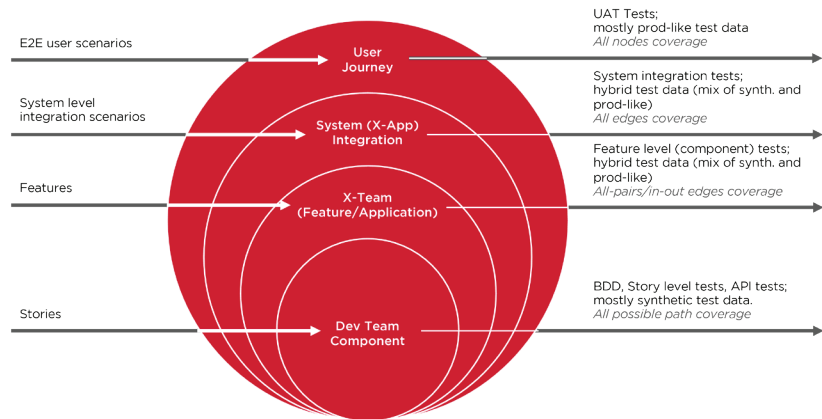 E2E user scenarios
User
Journey
UAT Tests;
mostly prod-like test data
All nodes coverage
System level
integration scenarios
System (X-App)
Integration
System integration tests;
hybrid test data (mix of synth. and
prod-like)
All edges coverage
Features
X-Team
(Feature/Application)
Feature level (component) tests;
hybrid test data (mix of synth. and
prod-like)
All-pairs/in-out edges coverage
Stories
Dev Team
Component
BDD, Story level tests, API tests;
mostly synthetic test data.
All possible path coverage